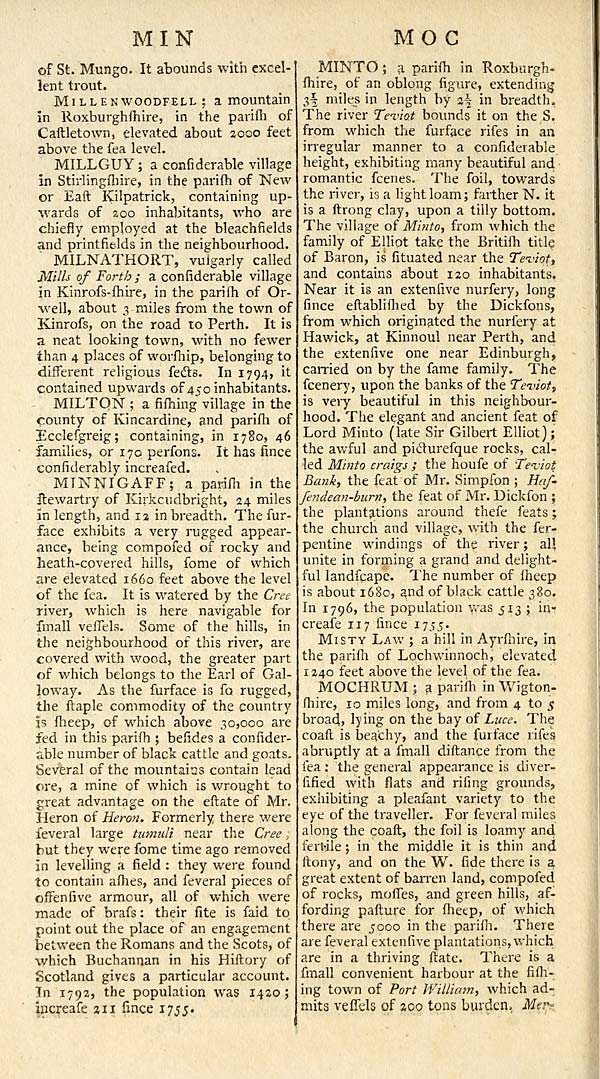 MIN
of St. Mungo. It abounds with excel-
lent trout.
MILLENWOODFELL; a mountain
in Roxburghſhire, in the pariſh of
Caſtletown, elevated about 2000 feet
above the ſea level.
MILLGUY; a conſiderable village
in Stirlingſhire, in the pariſh of New
or Eaſt Kilpatrick, containing up-
wards of 200 inhabitants, who are
chiefly employed at the bleachfields
and printfields in the neighbourhood.
MILNATHORT, vulgarly called
Mills of Forth; a conſiderable village
in Kinroſs-ſhire, in the pariſh of Or-
well, about 3 miles from the town of
Kinroſs, on the road to Perth. It is
a neat looking town, with no fewer
than 4 places of worſhip, belonging to
different religious ſects. In 1794, it
contained upwards of 450 inhabitants.
MILTON; a fiſhing village in the
county of Kincardine, and pariſh of
Eccleſgreig; containing, in 1780, 46
families, or 170 perſons. It has ſince
conſiderably increaſed.
MINNIGAFF; a pariſh in the
ſtewartry of Kirkcudbright, 24 miles
in length, and 12 in breadth. The ſur-
face exhibits a very rugged appear-
ance, being compoſed of rocky and
heath-covered hills, ſome of which
are elevated 1660 feet above the level
of the ſea. It is watered by the Cree
river, which is here navigable for
ſmall veſſels. Some of the hills, in
the neighbourhood of this river, are
covered with wood, the greater part
of which belongs to the Earl of Gal-
loway. As the ſurface is ſo rugged,
the ſtaple commodity of the country
is ſheep, of which above 30,000 are
fed in this pariſh; beſides a conſider-
able number of black cattle and goats.
Several of the mountains contain lead
ore, a mine of which is wrought to
great advantage on the eſtate of Mr.
Heron of Heron. Formerly there were
ſeveral large tumuli near the Cree,
but they were ſome time ago removed
in levelling a field: they were found
to contain aſhes, and ſeveral pieces of
offenſive armour, all of which were
made of braſs: their ſite is ſaid to
point out the place of an engagement
between the Romans and the Scots, of
which Buchannan in his Hiſtory of
Scotland gives a particular account.
In 1792, the population was 1420;
increaſe 211 ſince 1755.
MOC
MINTO; a pariſh in Roxburgh-
ſhire, of an oblong figure, extending
3½ miles in length by 2½ in breadth.
The river Teviot bounds it on the S.
from which the ſurface riſes in an
irregular manner to a conſiderable
height, exhibiting many beautiful and
romantic ſcenes. The ſoil, towards
the river, is a light loam; farther N. it
is a ſtrong clay, upon a tilly bottom.
The village of Minto, from which the
family of Elliot take the Britiſh title
of Baron, is ſituated near the Teviot,
and contains about 120 inhabitants.
Near it is an extenſive nurſery, long
ſince eſtabliſhed by the Dickſons,
from which originated the nurſery at
Hawick, at Kinnoul near Perth, and
the extenſive one near Edinburgh,
carried on by the ſame family. The
ſcenery, upon the banks of the Teviot,
is very beautiful in this neighbour-
hood. The elegant and ancient ſeat of
Lord Minto (late Sir Gilbert Elliot);
the awful and pictureſque rocks, cal-
led Minto craigs; the houſe of Teviot
Bank, the ſeat of Mr. Simpſon; Haſ-
ſendean-burn, the ſeat of Mr. Dickſon;
the plantations around theſe ſeats;
the church and village, with the ſer-
pentine windings of the river; all
unite in forming a grand and delight-
ful landſcape. The number of ſheep
is about 1680, and of black cattle 380.
In 1796, the population was 513; in-
creaſe 117 ſince 1755.
MISTY LAW; a hill in Ayrſhire, in
the pariſh of Lochwinnoch, elevated
1240 feet above the level of the ſea.
MOCHRUM; a pariſh in Wigton-
ſhire, 10 miles long, and from 4 to 5
broad, lying on the bay of Luce. The
coaſt is beachy, and the ſurface riſes
abruptly at a ſmall diſtance from the
ſea: the general appearance is diver-
ſified with flats and riſing grounds,
exhibiting a pleaſant variety to the
eye of the traveller. For ſeveral miles
along the coaſt, the ſoil is loamy and
fertile; in the middle it is thin and
ſtony, and on the W. ſide there is a
great extent of barren land, compoſed
of rocks, moſſes, and green hills, af-
fording paſture for ſheep, of which
there are 5000 in the pariſh. There
are ſeveral extenſive plantations, which
are in a thriving ſtate. There is a
ſmall convenient harbour at the fiſh-
ing town of Port William, which ad-
mits veſſels of 200 tons burden. Mer-